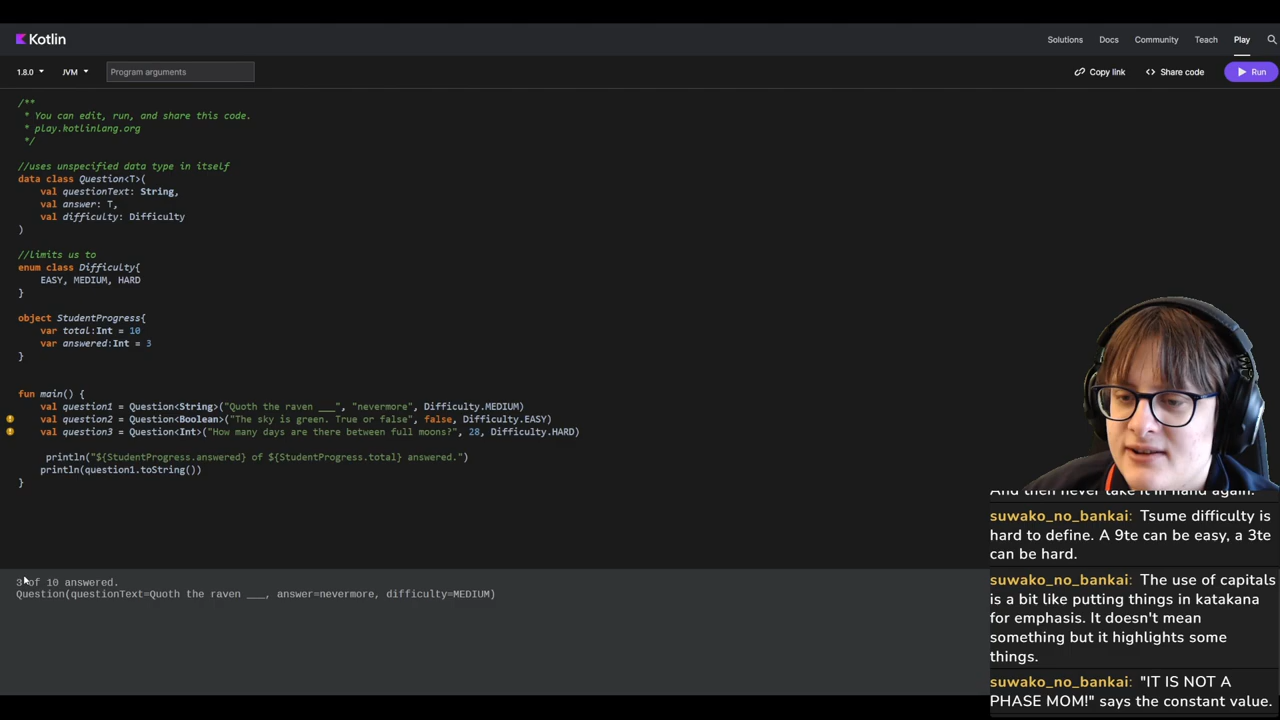 Kotlin
Solutions Docs Community Teach Play
1.8.0 JVM Program arguments
Copy link Share code Run
/**
* You can edit, run, and share this code.
* play.kotlinlang.org
*/
//uses unspecified data type in itself
data class Question<T>(
val questionText: String,
val answer: T,
val difficulty: Difficulty
)
//limits us to
enum class Difficulty{
EASY, MEDIUM, HARD
}
object StudentProgress{
var total:Int = 10
var answered:Int = 3
}
fun main() {
val question1 = Question<String>("Quoth the raven ___", "nevermore", Difficulty.MEDIUM)
val question2 = Question<Boolean>("The sky is green. True or false", false, Difficulty.EASY)
val question3 = Question<Int>("How many days are there between full moons?", 28, Difficulty.HARD)
println("${StudentProgress.answered} of ${StudentProgress.total} answered.")
println(question1.toString())
}
3 of 10 answered.
Question(questionText=Quoth the raven ___, answer=nevermore, difficulty=MEDIUM)
And then never take it in hand again.
suwako_no_bankai: Tsume difficulty is
hard to define. A 9te can be easy, a 3te
can be hard.
suwako_no_bankai: The use of capitals
is a bit like putting things in katakana
for emphasis. It doesn't mean
something but it highlights some
things.
suwako_no_bankai: "IT IS NOT A
PHASE MOM!" says the constant value.